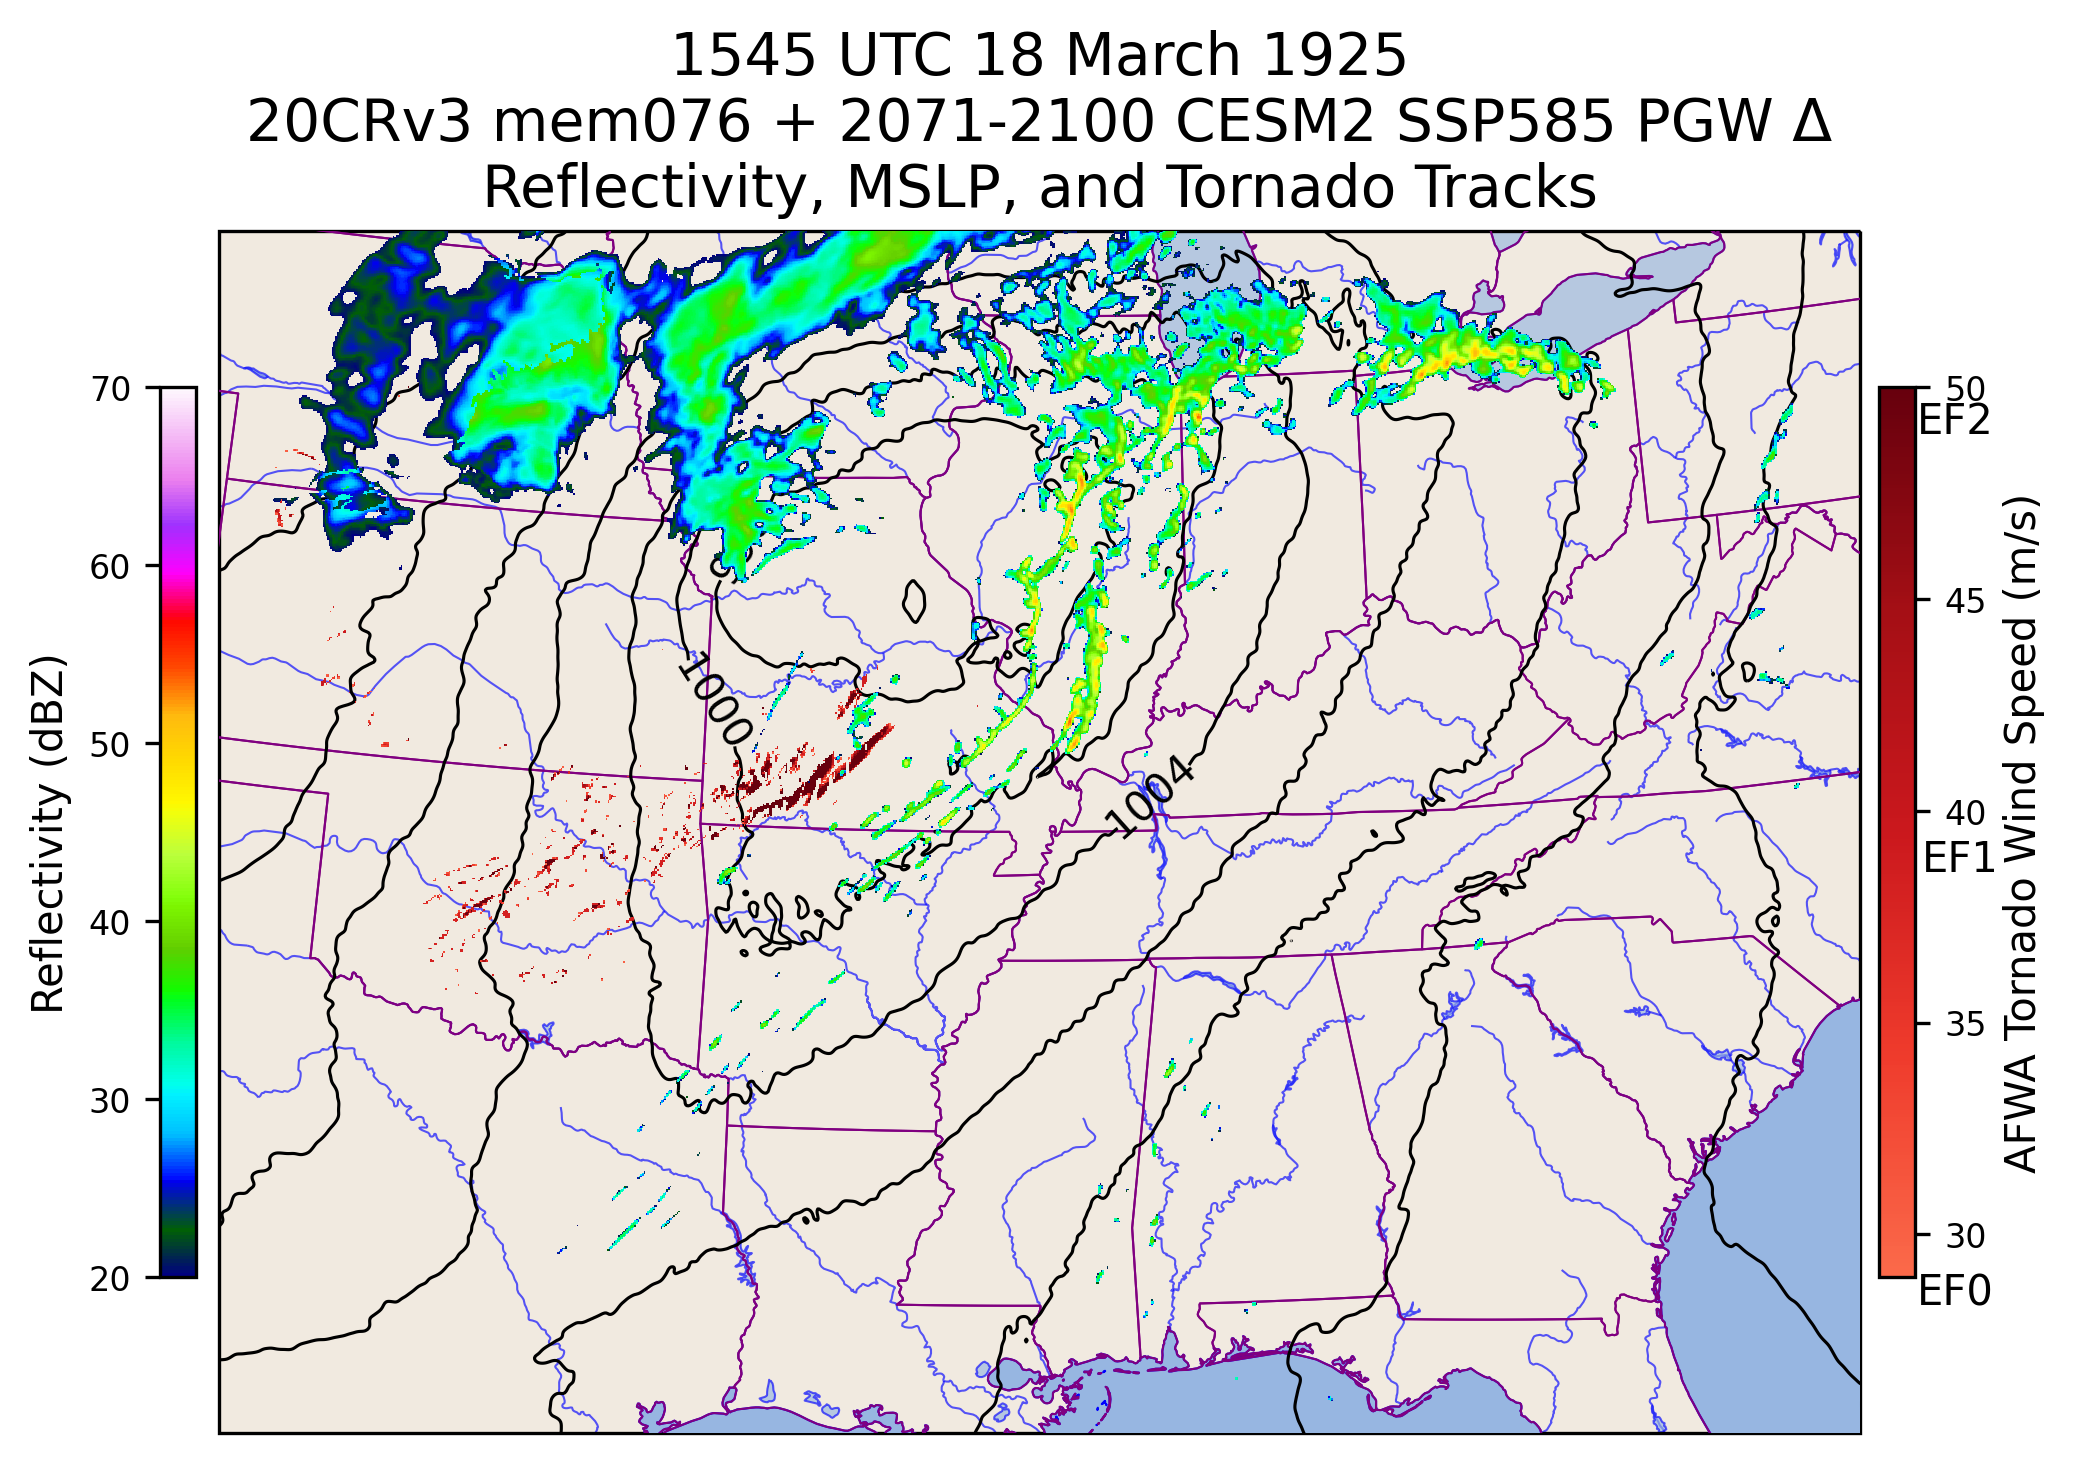 1545 UTC 18 March 1925
20CRv3 mem076 + 2071-2100 CESM2 SSP585 PGW Δ
Reflectivity, MSLP, and Tornado Tracks
Reflectivity (dBZ)
70
60
50
40
30
20
1000
1004
50
EF2
45
40
EF1
35
30
EF0
AFWA Tornado Wind Speed (m/s)